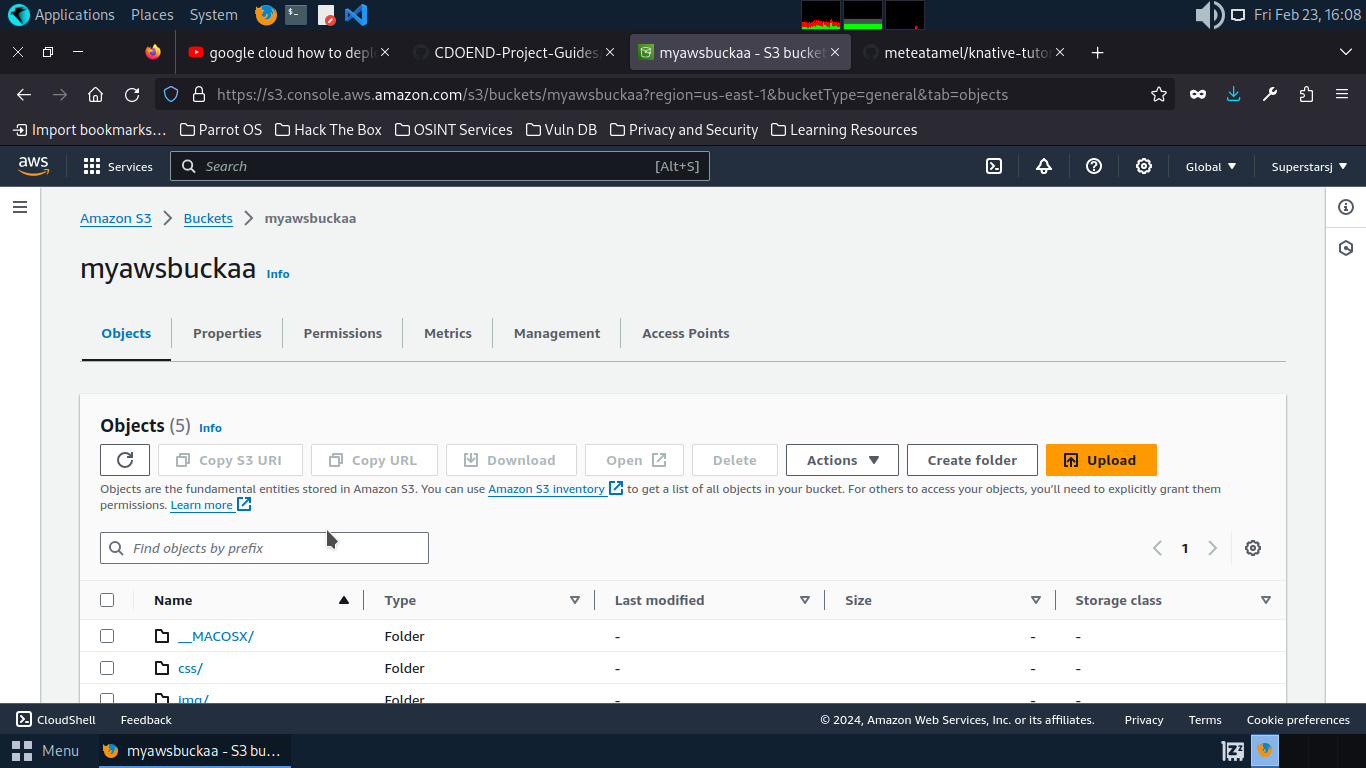 Applications Places System Fri Feb 23, 16:08
google cloud how to depl CDOEND-Project-Guides myawsbuckaa - S3 bucket meteatamel/knative-tuto
https://s3.console.aws.amazon.com/s3/buckets/myawsbuckaa?region=us-east-1&bucketType=general&tab=objects
Import bookmarks… Parrot OS Hack The Box OSINT Services Vuln DB Privacy and Security Learning Resources
aws Services Search [Alt+S] Global Superstarsj
Amazon S3 Buckets myawsbuckaa
myawsbuckaa Info
Objects Properties Permissions Metrics Management Access Points
Objects (5) Info
Copy S3 URI Copy URL Download Open Delete Actions Create folder Upload
Objects are the fundamental entities stored in Amazon S3. You can use Amazon S3 inventory to get a list of all objects in your bucket. For others to access your objects, you'll need to explicitly grant them
permissions. Learn more
Find objects by prefix 1
Name Type Last modified Size Storage class
__MACOSX/ Folder - - -
css/ Folder - - -
img/ Folder - - -
CloudShell Feedback © 2024, Amazon Web Services, Inc. or its affiliates. Privacy Terms Cookie preferences
Menu myawsbuckaa - S3 bu...